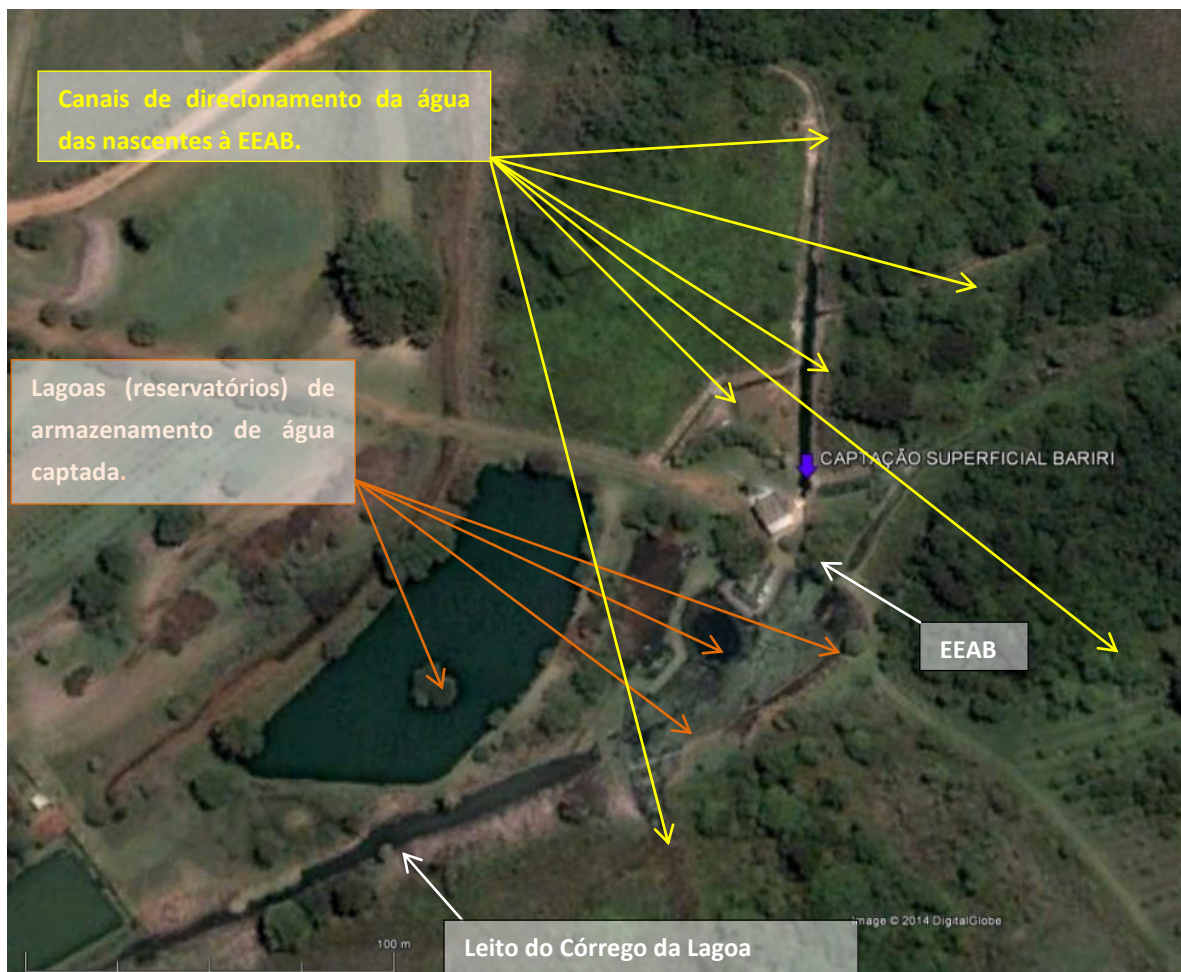 Canais de direcionamento da água
das nascentes à EEAB.
Lagoas (reservatórios) de
armazenamento de água
captada.
CAPTAÇÃO SUPERFICIAL BARIRI
EEAB
Image © 2014 DigitalGlobe
100 m
Leito do Córrego da Lagoa